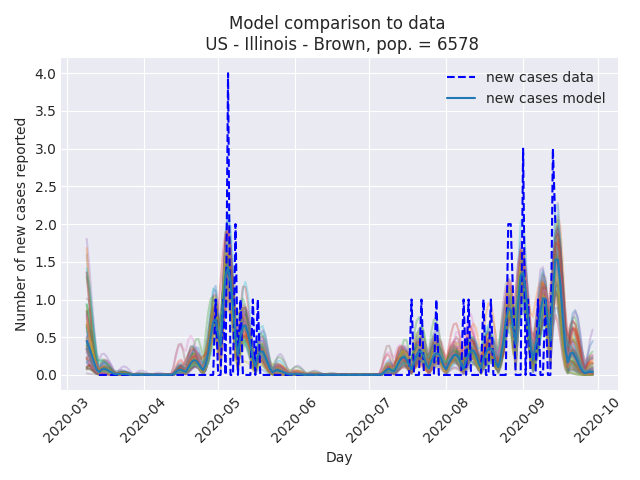 Model comparison to data
US - Illinois - Brown, pop. = 6578
new cases data
new cases model
Number of new cases reported
4.0
3.5
3.0
2.5
2.0
1.5
1.0
0.5
0.0
2020-03
2020-04
2020-05
2020-06
2020-07
2020-08
2020-09
2020-10
Day